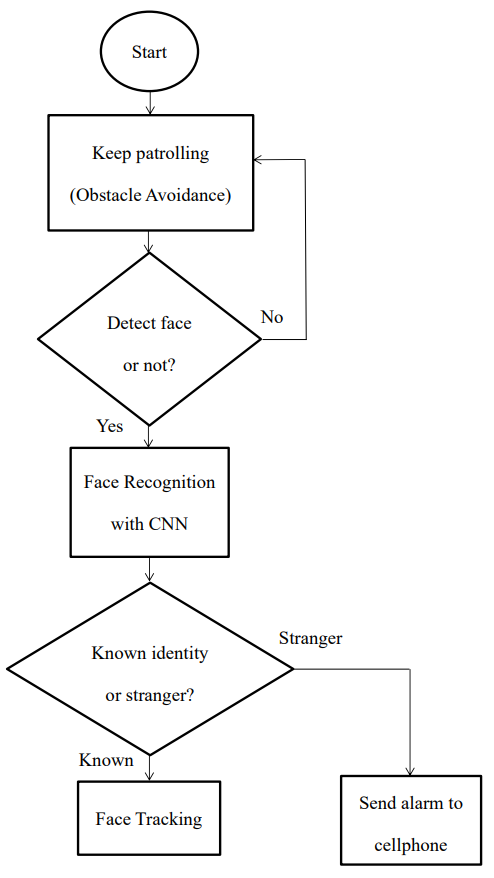 Start
Keep patrolling
(Obstacle Avoidance)
No
Detect face
or not?
Yes
Face Recognition
with CNN
Stranger
Known identity
or stranger?
Known
Face Tracking
Send alarm to
cellphone